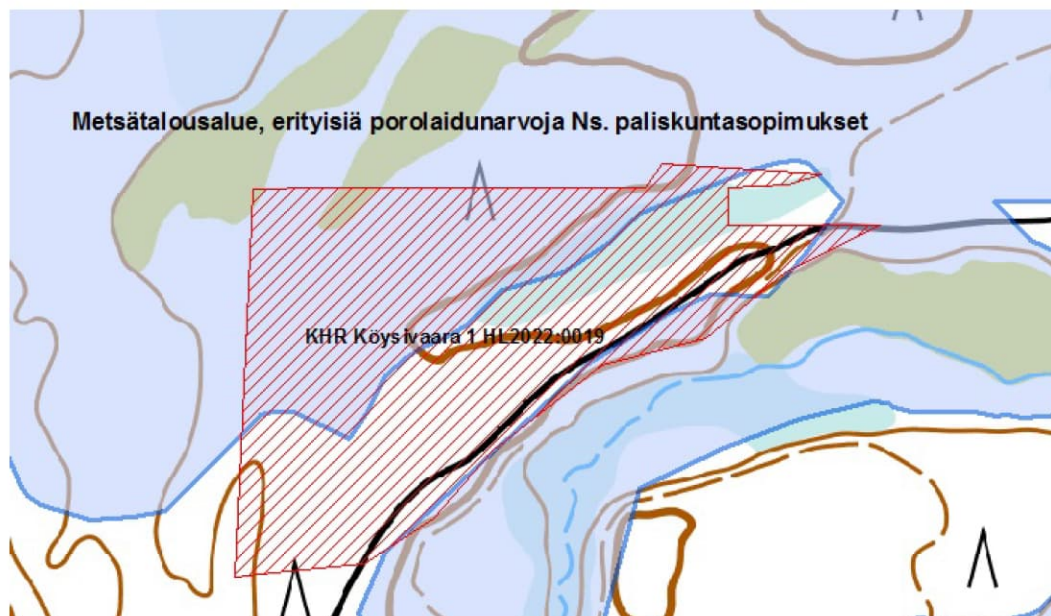 Metsätalousalue, erityisiä porolaidunarvoja Ns. paliskuntasopimukset
KHR Köysivaara 1 HL2022:0019